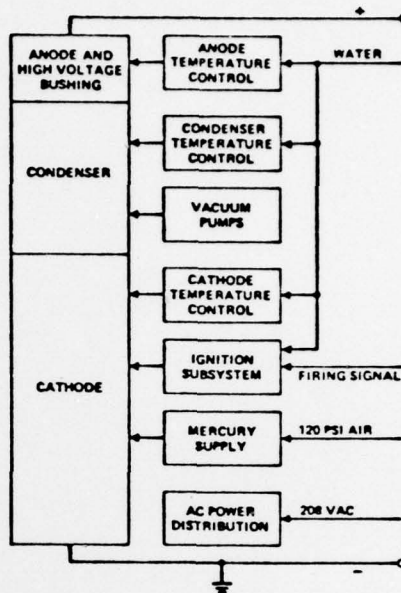 +
ANODE AND
HIGH VOLTAGE
BUSHING
ANODE
TEMPERATURE
CONTROL
WATER
CONDENSER
CONDENSER
TEMPERATURE
CONTROL
VACUUM
PUMPS
CATHODE
CATHODE
TEMPERATURE
CONTROL
IGNITION
SUBSYSTEM
FIRING SIGNAL
MERCURY
SUPPLY
120 PSI AIR
AC POWER
DISTRIBUTION
208 VAC
–